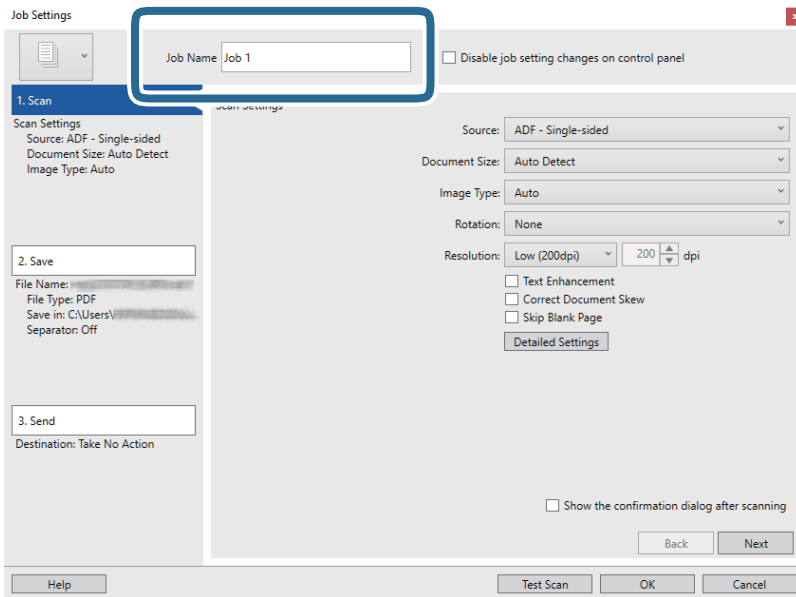 Job Settings
Job Name Job 1
Disable job setting changes on control panel
1. Scan
Scan Settings
Source: ADF - Single-sided
Document Size: Auto Detect
Image Type: Auto
2. Save
File Name:
File Type: PDF
Save in: C:\Users\
Separator: Off
3. Send
Destination: Take No Action
Scan Settings
Source: ADF - Single-sided
Document Size: Auto Detect
Image Type: Auto
Rotation: None
Resolution: Low (200dpi) 200 dpi
Text Enhancement
Correct Document Skew
Skip Blank Page
Detailed Settings
Show the confirmation dialog after scanning
Back Next
Help Test Scan OK Cancel